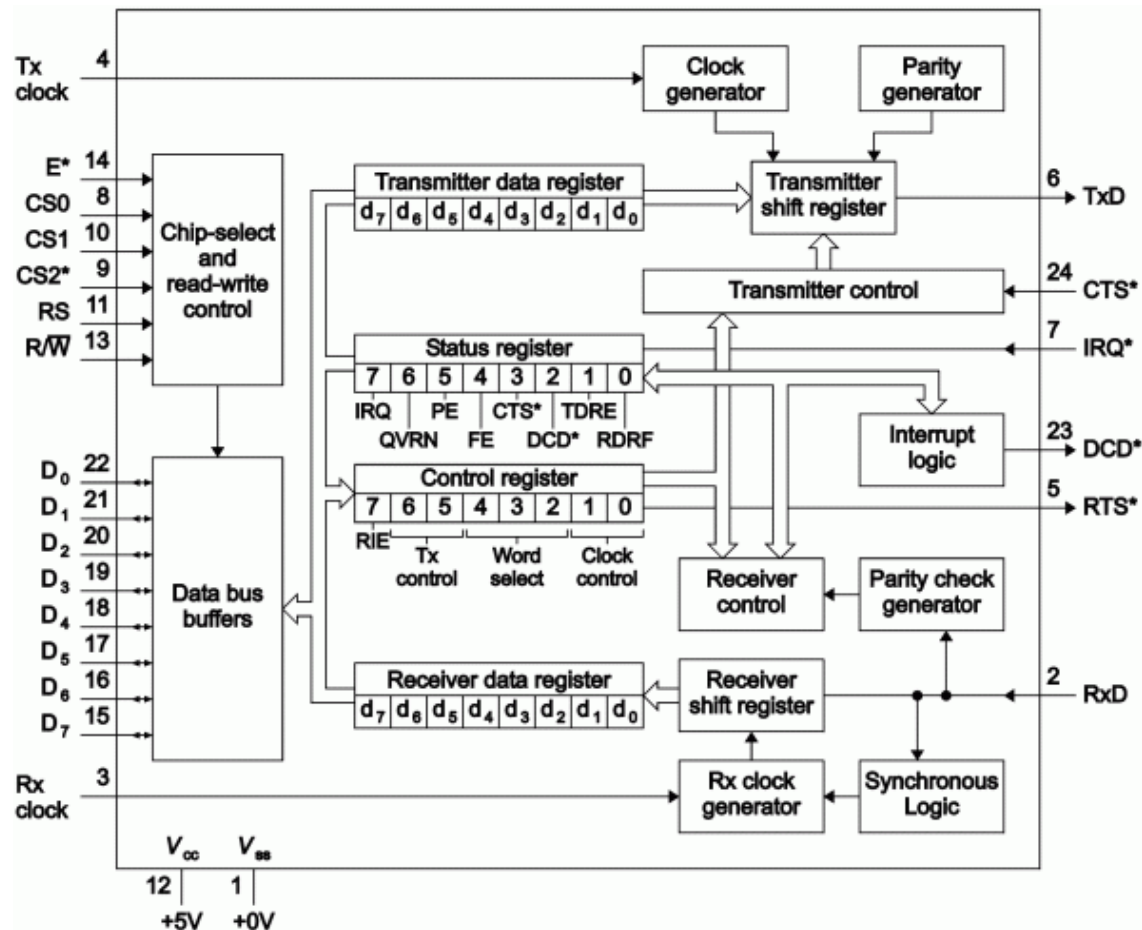 Tx
clock
4
Clock
generator
Parity
generator
E* 14
CS0 8
CS1 10
CS2* 9
RS 11
R/W̅ 13
Chip-select
and
read-write
control
Transmitter data register
d7 d6 d5 d4 d3 d2 d1 d0
Transmitter
shift register
6
TxD
Transmitter control
24
CTS*
Status register
7 6 5 4 3 2 1 0
IRQ PE CTS* TDRE
QVRN FE DCD* RDRF
7
IRQ*
Interrupt
logic
23
DCD*
Control register
7 6 5 4 3 2 1 0
RIE
Tx
control
Word
select
Clock
control
5
RTS*
D0 22
D1 21
D2 20
D3 19
D4 18
D5 17
D6 16
D7 15
Data bus
buffers
Receiver
control
Parity check
generator
Receiver data register
d7 d6 d5 d4 d3 d2 d1 d0
Receiver
shift register
2
RxD
Rx
clock
3
Rx clock
generator
Synchronous
Logic
Vcc Vss
12 1
+5V +0V